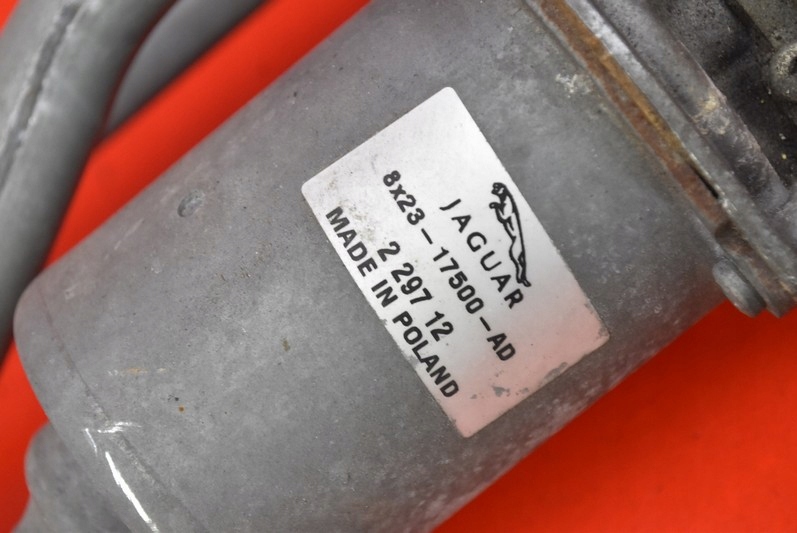 JAGUAR
8x23-17500-AD
2 297 12
MADE IN POLAND